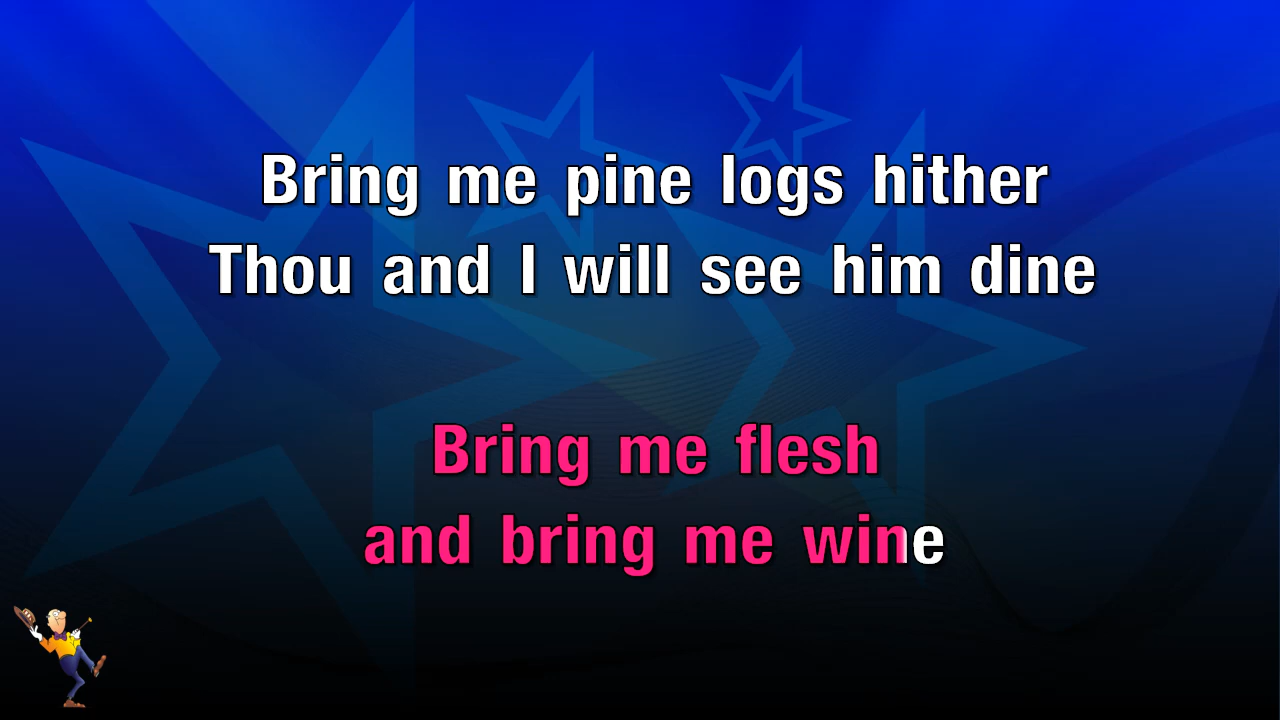 Bring me pine logs hither
Thou and I will see him dine
Bring me flesh
and bring me wine